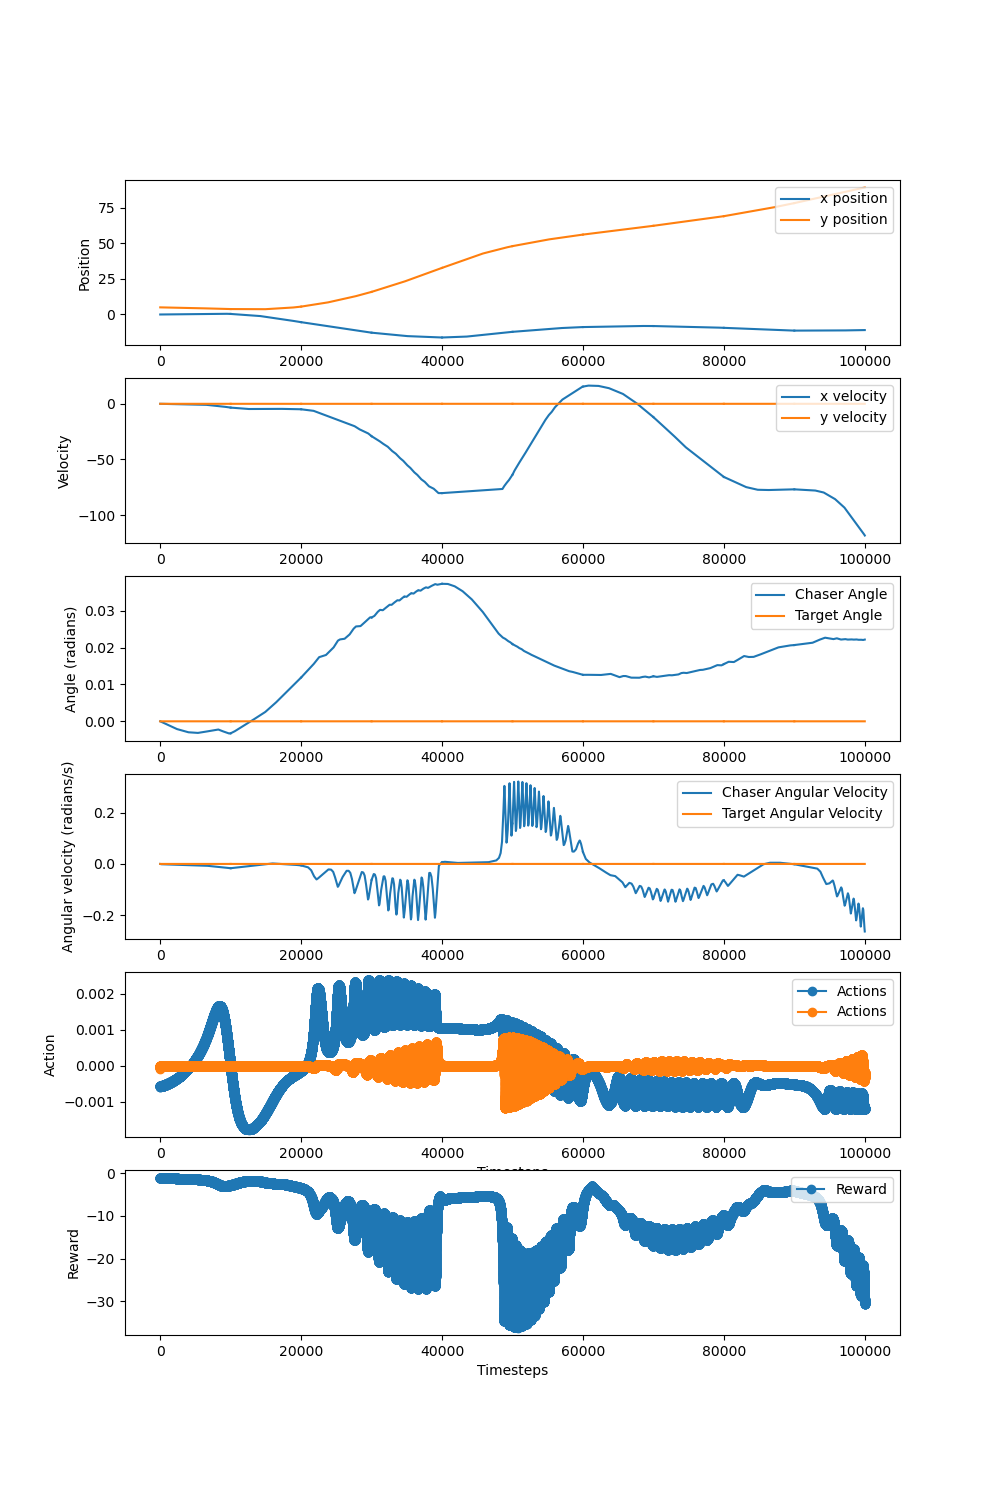 Position
75
50
25
0
x position
y position
0 20000 40000 60000 80000 100000
Velocity
0
−50
−100
x velocity
y velocity
0 20000 40000 60000 80000 100000
Angle (radians)
0.03
0.02
0.01
0.00
Chaser Angle
Target Angle
0 20000 40000 60000 80000 100000
Angular velocity (radians/s)
0.2
0.0
−0.2
Chaser Angular Velocity
Target Angular Velocity
0 20000 40000 60000 80000 100000
Action
0.002
0.001
0.000
−0.001
Actions
Actions
0 20000 40000 60000 80000 100000
Timesteps
Reward
0
−10
−20
−30
Reward
0 20000 40000 60000 80000 100000
Timesteps